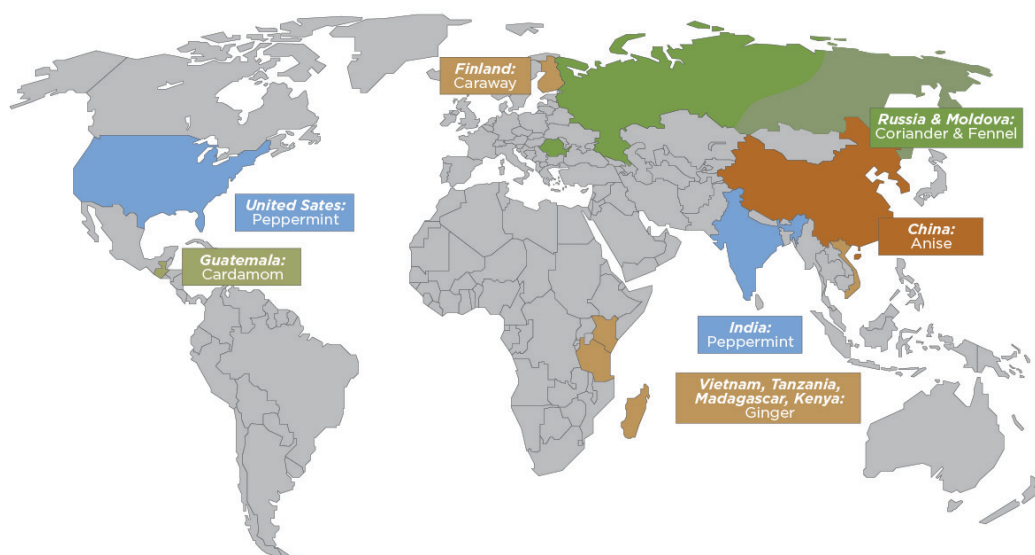 Finland:
Caraway
Russia & Moldova:
Coriander & Fennel
United Sates:
Peppermint
China:
Anise
Guatemala:
Cardamom
India:
Peppermint
Vietnam, Tanzania,
Madagascar, Kenya:
Ginger